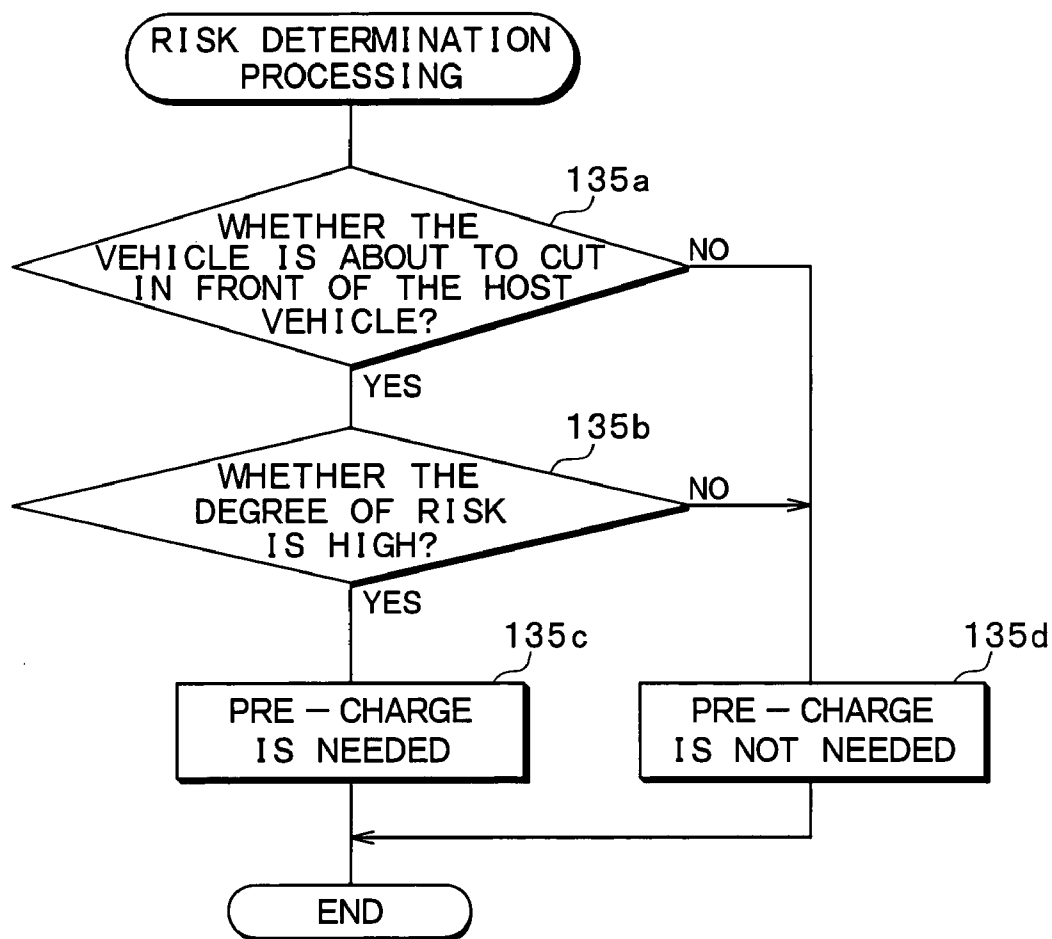 RISK DETERMINATION
PROCESSING
135a
WHETHER THE
VEHICLE IS ABOUT TO CUT
IN FRONT OF THE HOST
VEHICLE?
NO
YES
135b
WHETHER THE
DEGREE OF RISK
IS HIGH?
NO
YES
135c
PRE-CHARGE
IS NEEDED
135d
PRE-CHARGE
IS NOT NEEDED
END